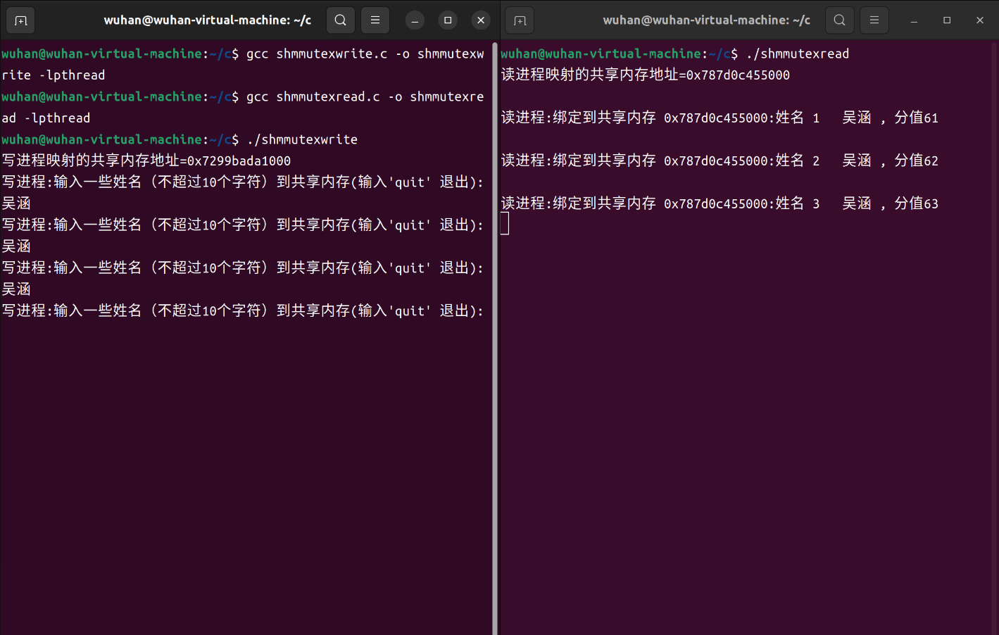 wuhan@wuhan-virtual-machine: ~/c
wuhan@wuhan-virtual-machine:~/c$ gcc shmmutexwrite.c -o shmmutexw
rite -lpthread
wuhan@wuhan-virtual-machine:~/c$ gcc shmmutexread.c -o shmmutexre
ad -lpthread
wuhan@wuhan-virtual-machine:~/c$ ./shmmutexwrite
写进程映射的共享内存地址=0x7299bada1000
写进程:输入一些姓名（不超过10个字符）到共享内存(输入'quit' 退出):
吴涵
写进程:输入一些姓名（不超过10个字符）到共享内存(输入'quit' 退出):
吴涵
写进程:输入一些姓名（不超过10个字符）到共享内存(输入'quit' 退出):
吴涵
写进程:输入一些姓名（不超过10个字符）到共享内存(输入'quit' 退出):
wuhan@wuhan-virtual-machine: ~/c
wuhan@wuhan-virtual-machine:~/c$ ./shmmutexread
读进程映射的共享内存地址=0x787d0c455000
读进程:绑定到共享内存 0x787d0c455000:姓名 1 吴涵 , 分值61
读进程:绑定到共享内存 0x787d0c455000:姓名 2 吴涵 , 分值62
读进程:绑定到共享内存 0x787d0c455000:姓名 3 吴涵 , 分值63